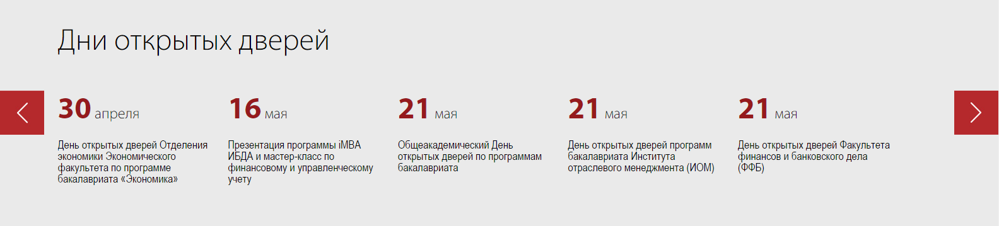 Дни открытых дверей
30 апреля
День открытых дверей Отделения
экономики Экономического
факультета по программе
бакалавриата «Экономика»
16 мая
Презентация программы iMBA
ИБДА и мастер-класс по
финансовому и управленческому
учету
21 мая
Общеакадемический День
открытых дверей по программам
бакалавриата
21 мая
День открытых дверей программ
бакалавриата Института
отраслевого менеджмента (ИОМ)
21 мая
День открытых дверей Факультета
финансов и банковского дела
(ФФБ)